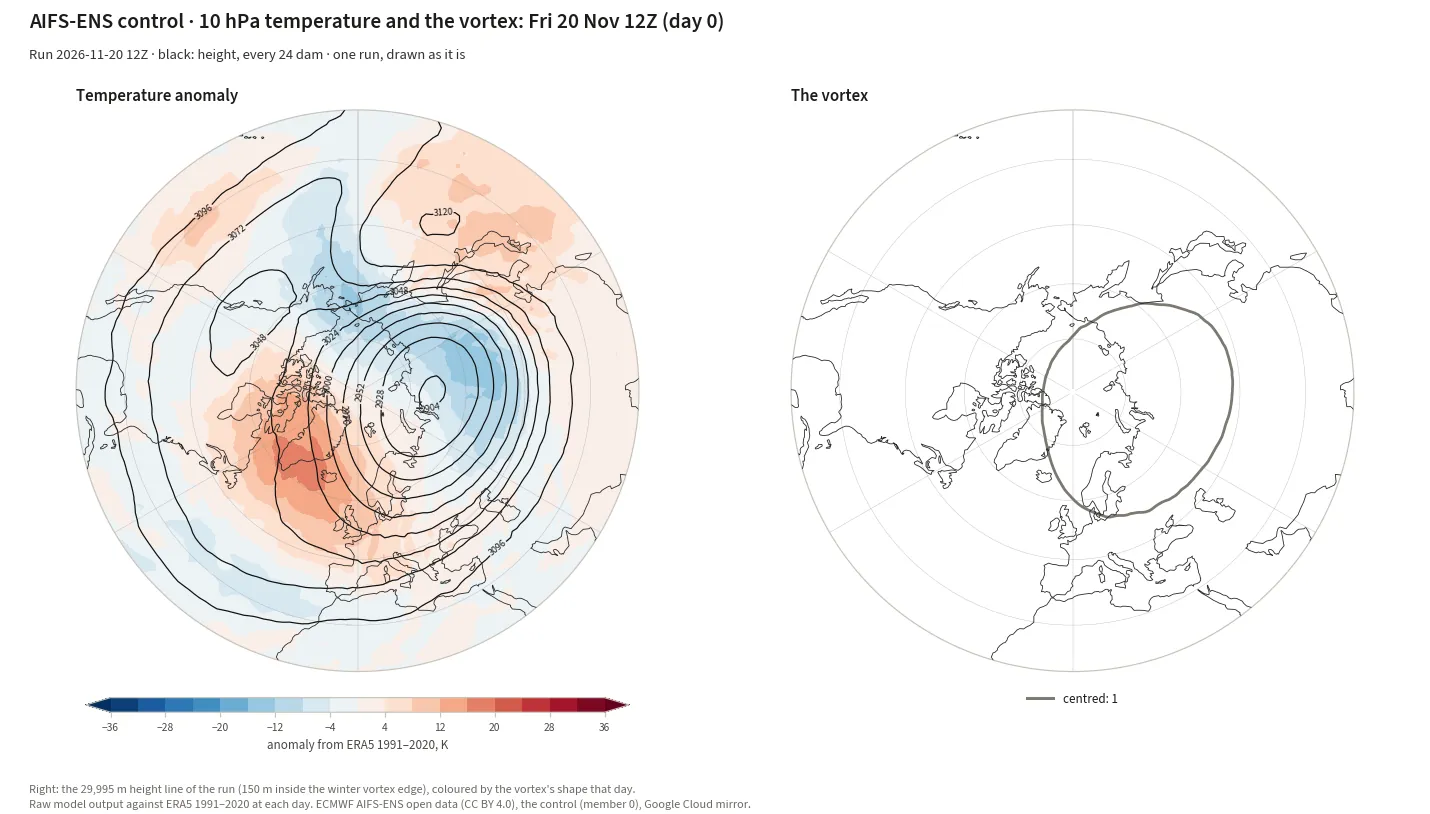 AIFS-ENS control · 10 hPa temperature and the vortex: Fri 20 Nov 12Z (day 0)
Run 2026-11-20 12Z · black: height, every 24 dam · one run, drawn as it is
Temperature anomaly
The vortex
3120
3096
3072
3048
3024
3048
3000
2952
2928
2904
3096
centred: 1
−36 −28 −20 −12 −4 4 12 20 28 36
anomaly from ERA5 1991–2020, K
Right: the 29,995 m height line of the run (150 m inside the winter vortex edge), coloured by the vortex's shape that day.
Raw model output against ERA5 1991–2020 at each day. ECMWF AIFS-ENS open data (CC BY 4.0), the control (member 0), Google Cloud mirror.